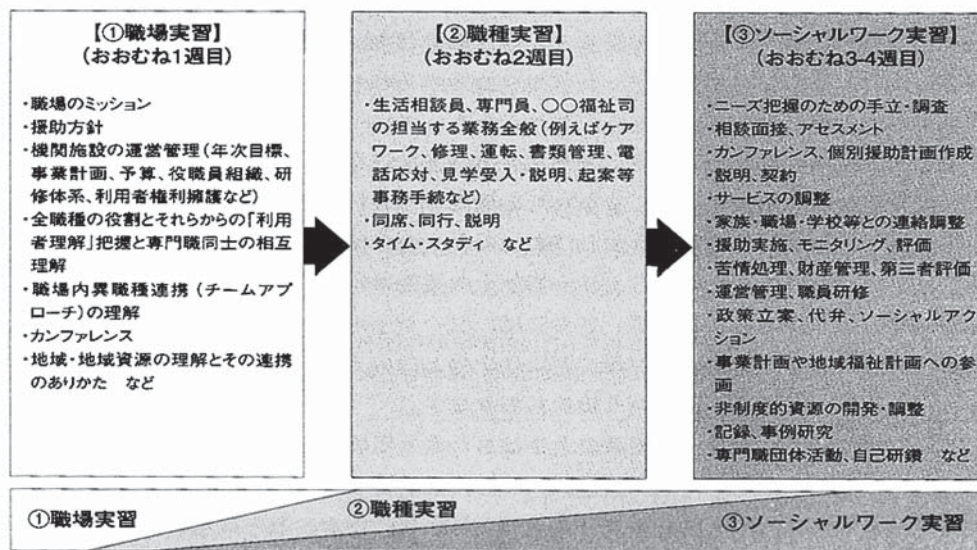 【①職場実習】
(おおむね1週目)
・職場のミッション
・援助方針
・機関施設の運営管理(年次目標、
事業計画、予算、役職員組織、研
修体系、利用者権利擁護など)
・全職種の役割とそれらからの「利用
者理解」把握と専門職同士の相互
理解
・職場内異職種連携(チームアプ
ローチ)の理解
・カンファレンス
・地域・地域資源の理解とその連携
のありかた など
【②職種実習】
(おおむね2週目)
・生活相談員、専門員、〇〇福祉司
の担当する業務全般(例えばケア
ワーク、修理、運転、書類管理、電
話応対、見学受入・説明、起案等
事務手続など)
・同席、同行、説明
・タイム・スタディ など
【③ソーシャルワーク実習】
(おおむね3-4週目)
・ニーズ把握のための手立・調査
・相談面接、アセスメント
・カンファレンス、個別援助計画作成
・説明、契約
・サービスの調整
・家族・職場・学校等との連絡調整
・援助実施、モニタリング、評価
・苦情処理、財産管理、第三者評価
・運営管理、職員研修
・政策立案、代弁、ソーシャルアク
ション
・事業計画や地域福祉計画への参
画
・非制度的資源の開発・調整
・記録、事例研究
・専門職団体活動、自己研鑽 など
①職場実習
②職種実習
③ソーシャルワーク実習